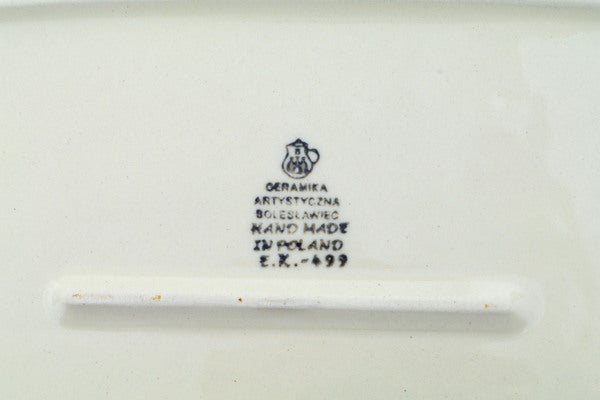 CERAMIKA
ARTYSTYCZNA
BOLESŁAWIEC
HAND MADE
IN POLAND
E.K.-499